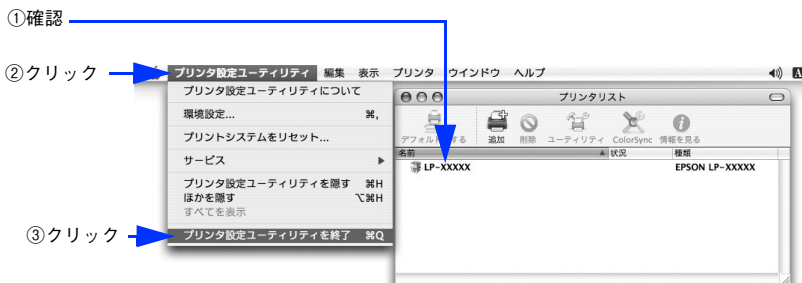 ①確認
②クリック
プリンタ設定ユーティリティ 編集 表示 プリンタ ウインドウ ヘルプ
プリンタ設定ユーティリティについて
環境設定... ⌘,
プリントシステムをリセット...
サービス ▶
プリンタ設定ユーティリティを隠す ⌘H
ほかを隠す ⌥⌘H
すべてを表示
③クリック
プリンタ設定ユーティリティを終了 ⌘Q
プリンタリスト
デフォルト する 追加 削除 ユーティリティ ColorSync 情報を見る
名前 ▲ 状況 種類
LP-XXXXX EPSON LP-XXXXX